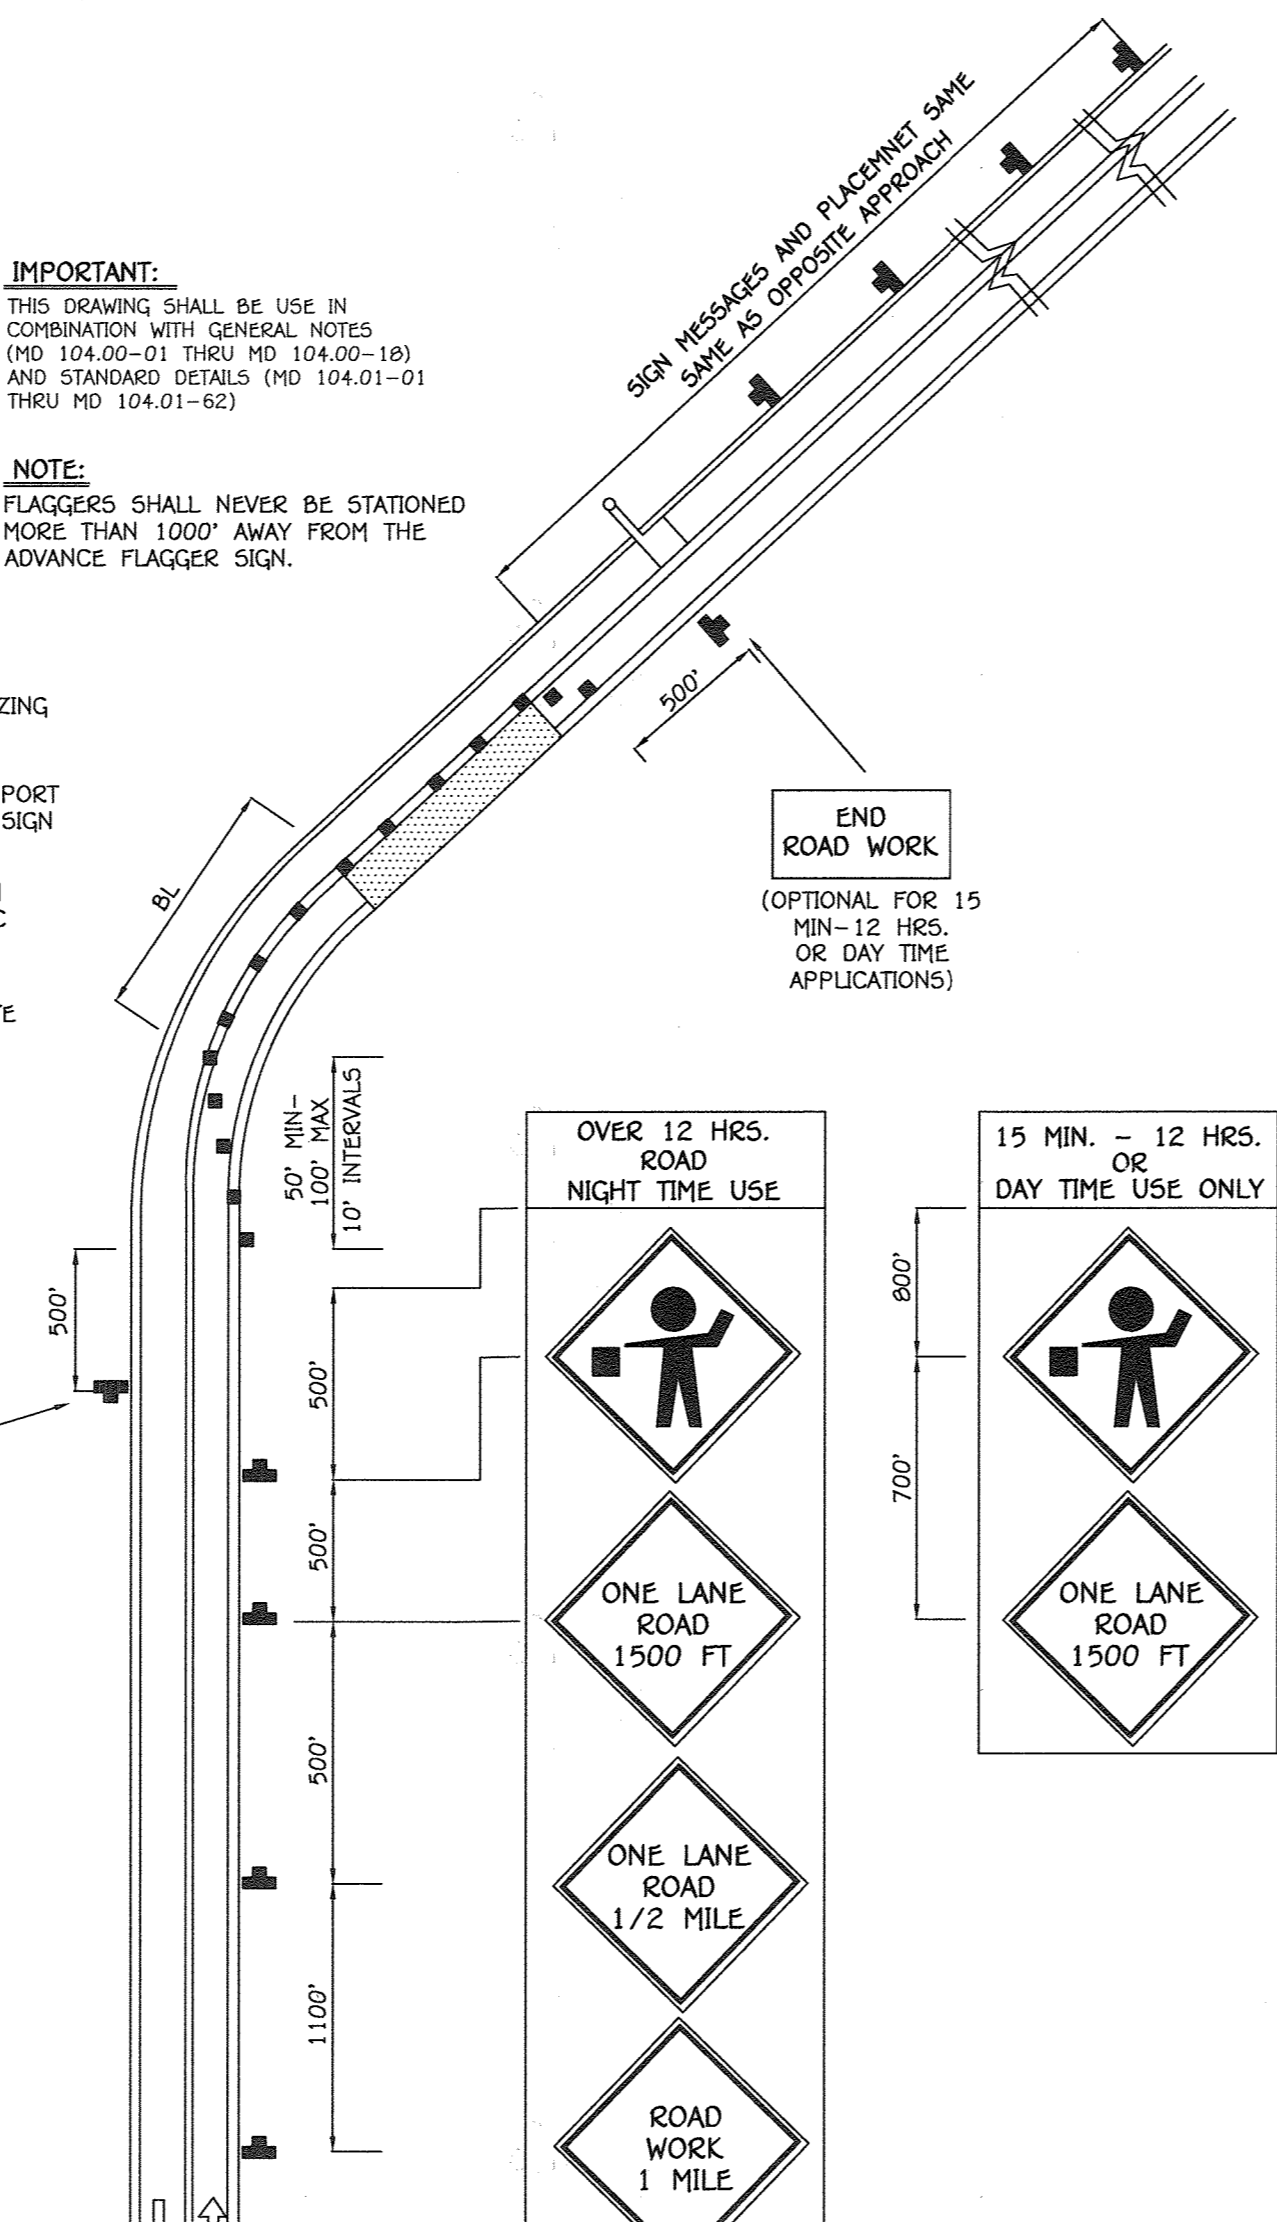 SIGN MESSAGES AND PLACEMNET SAME
SAME AS OPPOSITE APPROACH
IMPORTANT:
THIS DRAWING SHALL BE USE IN
COMBINATION WITH GENERAL NOTES
(MD 104.00-01 THRU MD 104.00-18)
AND STANDARD DETAILS (MD 104.01-01
THRU MD 104.01-62)
NOTE:
FLAGGERS SHALL NEVER BE STATIONED
MORE THAN 1000' AWAY FROM THE
ADVANCE FLAGGER SIGN.
ZING
PORT
SIGN
C
TE
BL
500'
END
ROAD WORK
(OPTIONAL FOR 15
MIN-12 HRS.
OR DAY TIME
APPLICATIONS)
50' MIN-
100' MAX
10' INTERVALS
500'
500'
500'
500'
1100'
OVER 12 HRS.
ROAD
NIGHT TIME USE
ONE LANE
ROAD
1500 FT
ONE LANE
ROAD
1/2 MILE
ROAD
WORK
1 MILE
15 MIN. - 12 HRS.
OR
DAY TIME USE ONLY
800'
700'
ONE LANE
ROAD
1500 FT